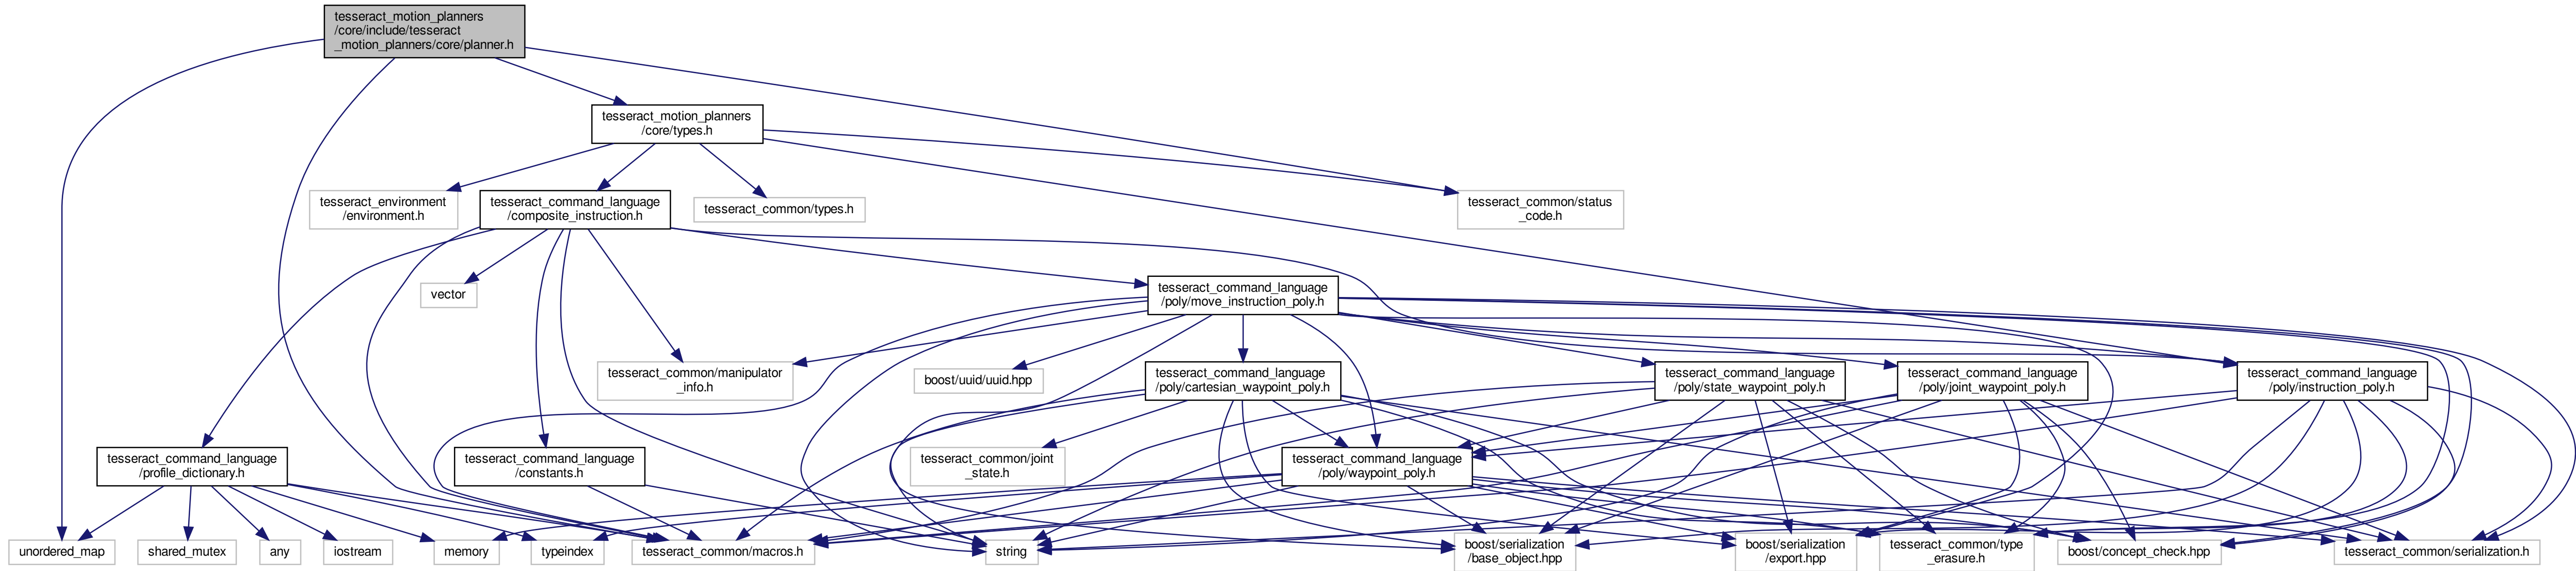 tesseract_motion_planners
/core/include/tesseract
_motion_planners/core/planner.h
tesseract_motion_planners
/core/types.h
tesseract_environment
/environment.h
tesseract_command_language
/composite_instruction.h
tesseract_common/types.h
tesseract_common/status
_code.h
vector
tesseract_command_language
/poly/move_instruction_poly.h
tesseract_common/manipulator
_info.h
boost/uuid/uuid.hpp
tesseract_command_language
/poly/cartesian_waypoint_poly.h
tesseract_command_language
/poly/state_waypoint_poly.h
tesseract_command_language
/poly/joint_waypoint_poly.h
tesseract_command_language
/poly/instruction_poly.h
tesseract_command_language
/profile_dictionary.h
tesseract_command_language
/constants.h
tesseract_common/joint
_state.h
tesseract_command_language
/poly/waypoint_poly.h
unordered_map
shared_mutex
any
iostream
memory
typeindex
tesseract_common/macros.h
string
boost/serialization
/base_object.hpp
boost/serialization
/export.hpp
tesseract_common/type
_erasure.h
boost/concept_check.hpp
tesseract_common/serialization.h